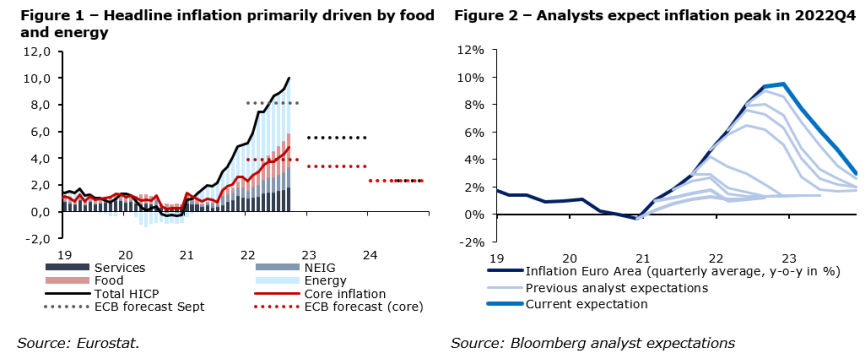 Figure 1 – Headline inflation primarily driven by food
and energy
12,0
10,0
8,0
6,0
4,0
2,0
0,0
-2,0
19 20 21 22 23 24
Services NEIG
Food Energy
Total HICP Core inflation
ECB forecast Sept ECB forecast (core)
Source: Eurostat.
Figure 2 – Analysts expect inflation peak in 2022Q4
12%
10%
8%
6%
4%
2%
0%
-2%
19 20 21 22 23
Inflation Euro Area (quarterly average, y-o-y in %)
Previous analyst expectations
Current expectation
Source: Bloomberg analyst expectations